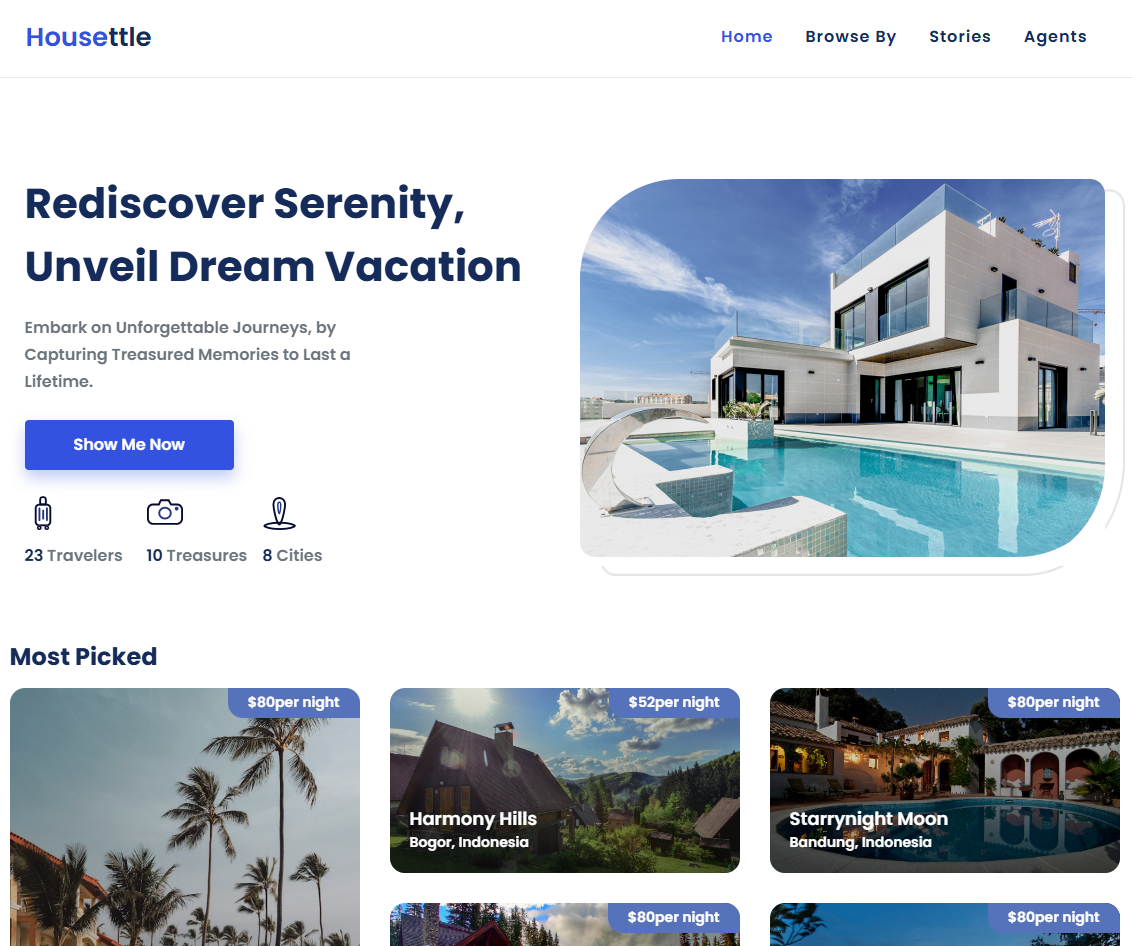 Housettle
Home Browse By Stories Agents
Rediscover Serenity,
Unveil Dream Vacation
Embark on Unforgettable Journeys, by
Capturing Treasured Memories to Last a
Lifetime.
Show Me Now
23 Travelers 10 Treasures 8 Cities
Most Picked
$80per night
$52per night
Harmony Hills
Bogor, Indonesia
$80per night
Starrynight Moon
Bandung, Indonesia
$80per night
$80per night